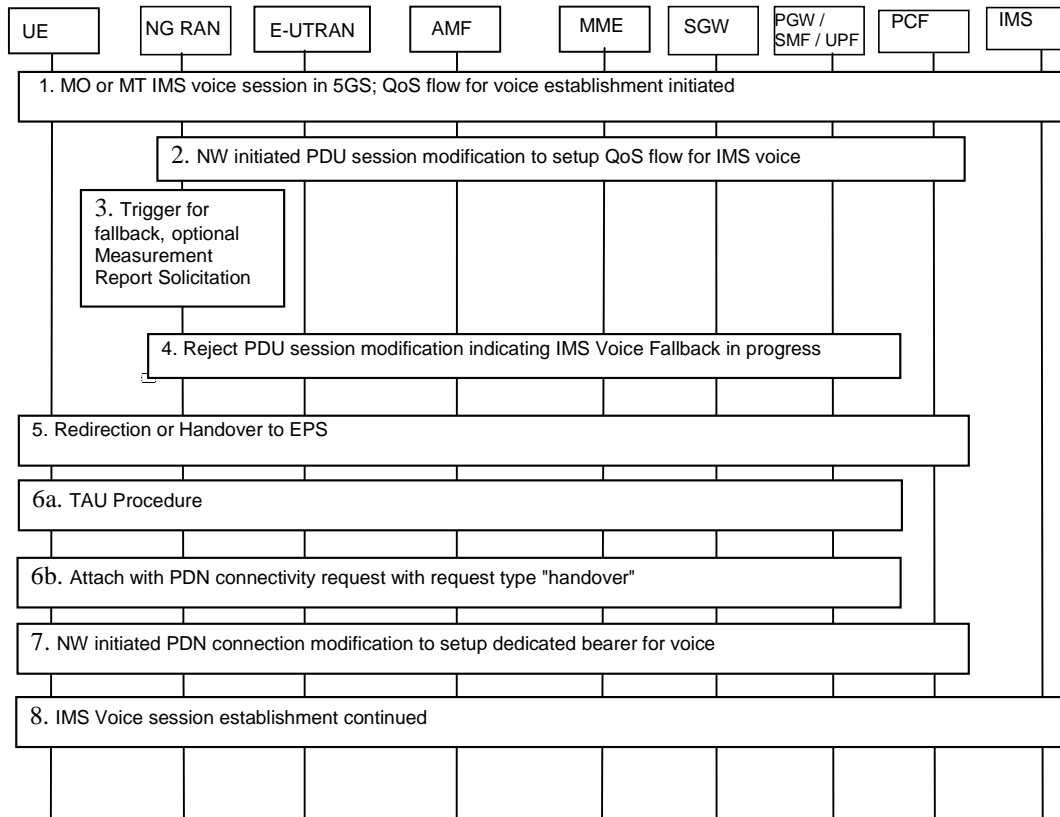 UE
NG RAN
E-UTRAN
AMF
MME
SGW
PGW /
SMF / UPF
PCF
IMS
1. MO or MT IMS voice session in 5GS; QoS flow for voice establishment initiated
2. NW initiated PDU session modification to setup QoS flow for IMS voice
3. Trigger for
fallback, optional
Measurement
Report Solicitation
4. Reject PDU session modification indicating IMS Voice Fallback in progress
5. Redirection or Handover to EPS
6a. TAU Procedure
6b. Attach with PDN connectivity request with request type "handover"
7. NW initiated PDN connection modification to setup dedicated bearer for voice
8. IMS Voice session establishment continued